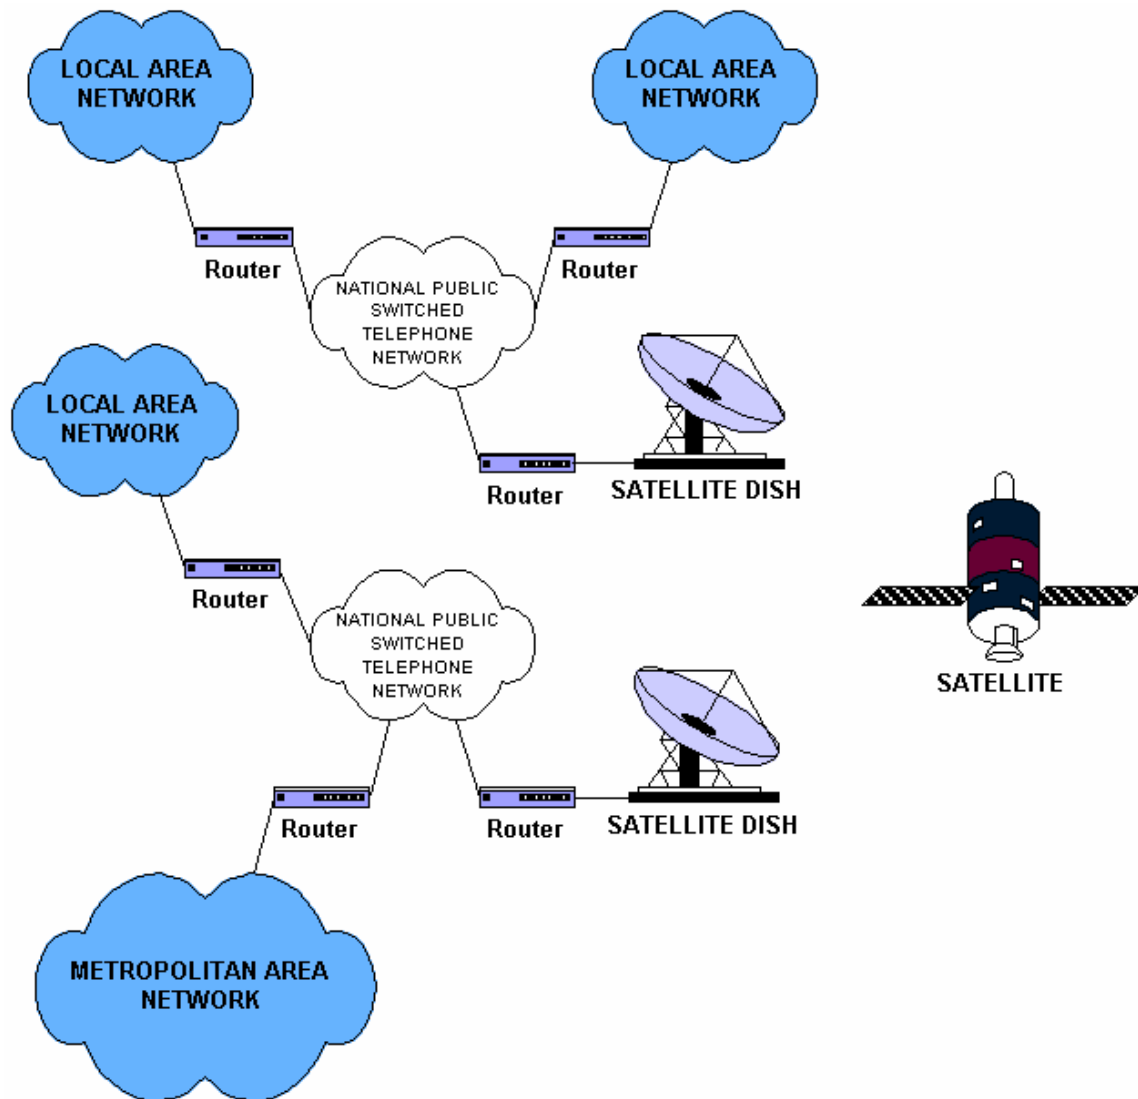 LOCAL AREA
NETWORK
LOCAL AREA
NETWORK
Router
Router
NATIONAL PUBLIC
SWITCHED
TELEPHONE
NETWORK
LOCAL AREA
NETWORK
Router
SATELLITE DISH
Router
NATIONAL PUBLIC
SWITCHED
TELEPHONE
NETWORK
SATELLITE
Router
Router
SATELLITE DISH
METROPOLITAN AREA
NETWORK